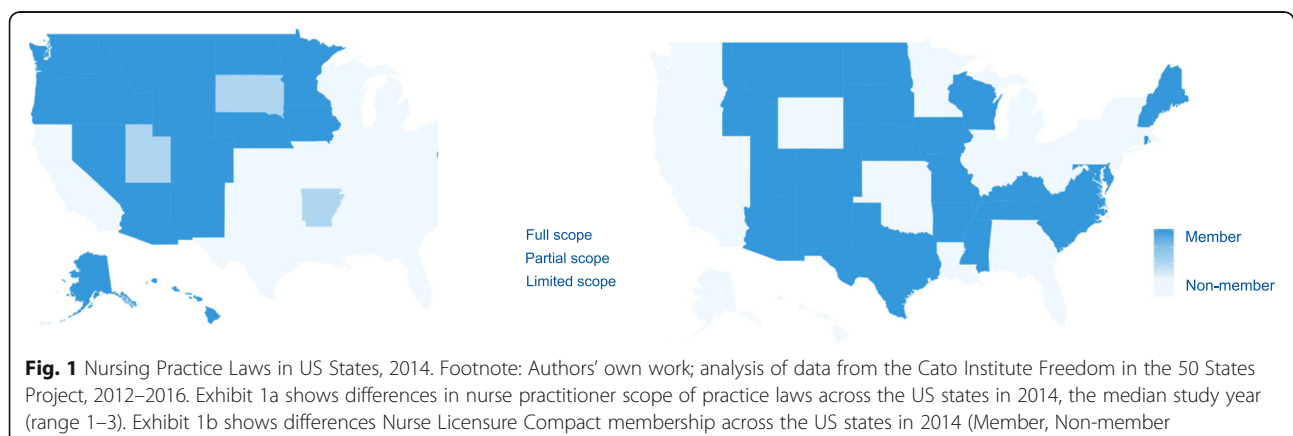 Full scope
Partial scope
Limited scope
Member
Non-member
Fig. 1 Nursing Practice Laws in US States, 2014. Footnote: Authors' own work; analysis of data from the Cato Institute Freedom in the 50 States
Project, 2012–2016. Exhibit 1a shows differences in nurse practitioner scope of practice laws across the US states in 2014, the median study year
(range 1–3). Exhibit 1b shows differences Nurse Licensure Compact membership across the US states in 2014 (Member, Non-member